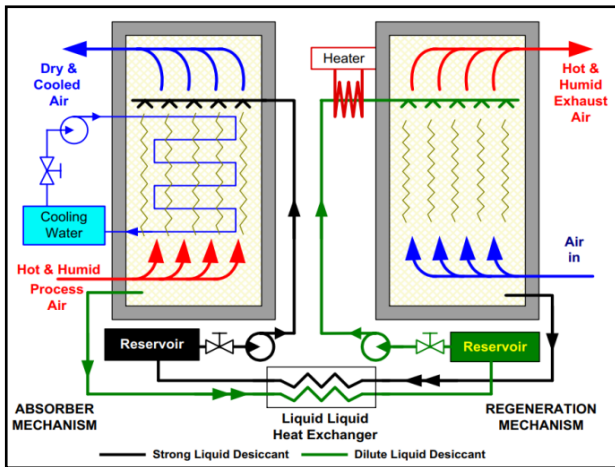 Dry &
Cooled
Air
Heater
Hot &
Humid
Exhaust
Air
Cooling
Water
Hot & Humid
Process
Air
Air
in
Reservoir
Reservoir
ABSORBER
MECHANISM
Liquid Liquid
Heat Exchanger
REGENERATION
MECHANISM
Strong Liquid Desiccant
Dilute Liquid Desiccant